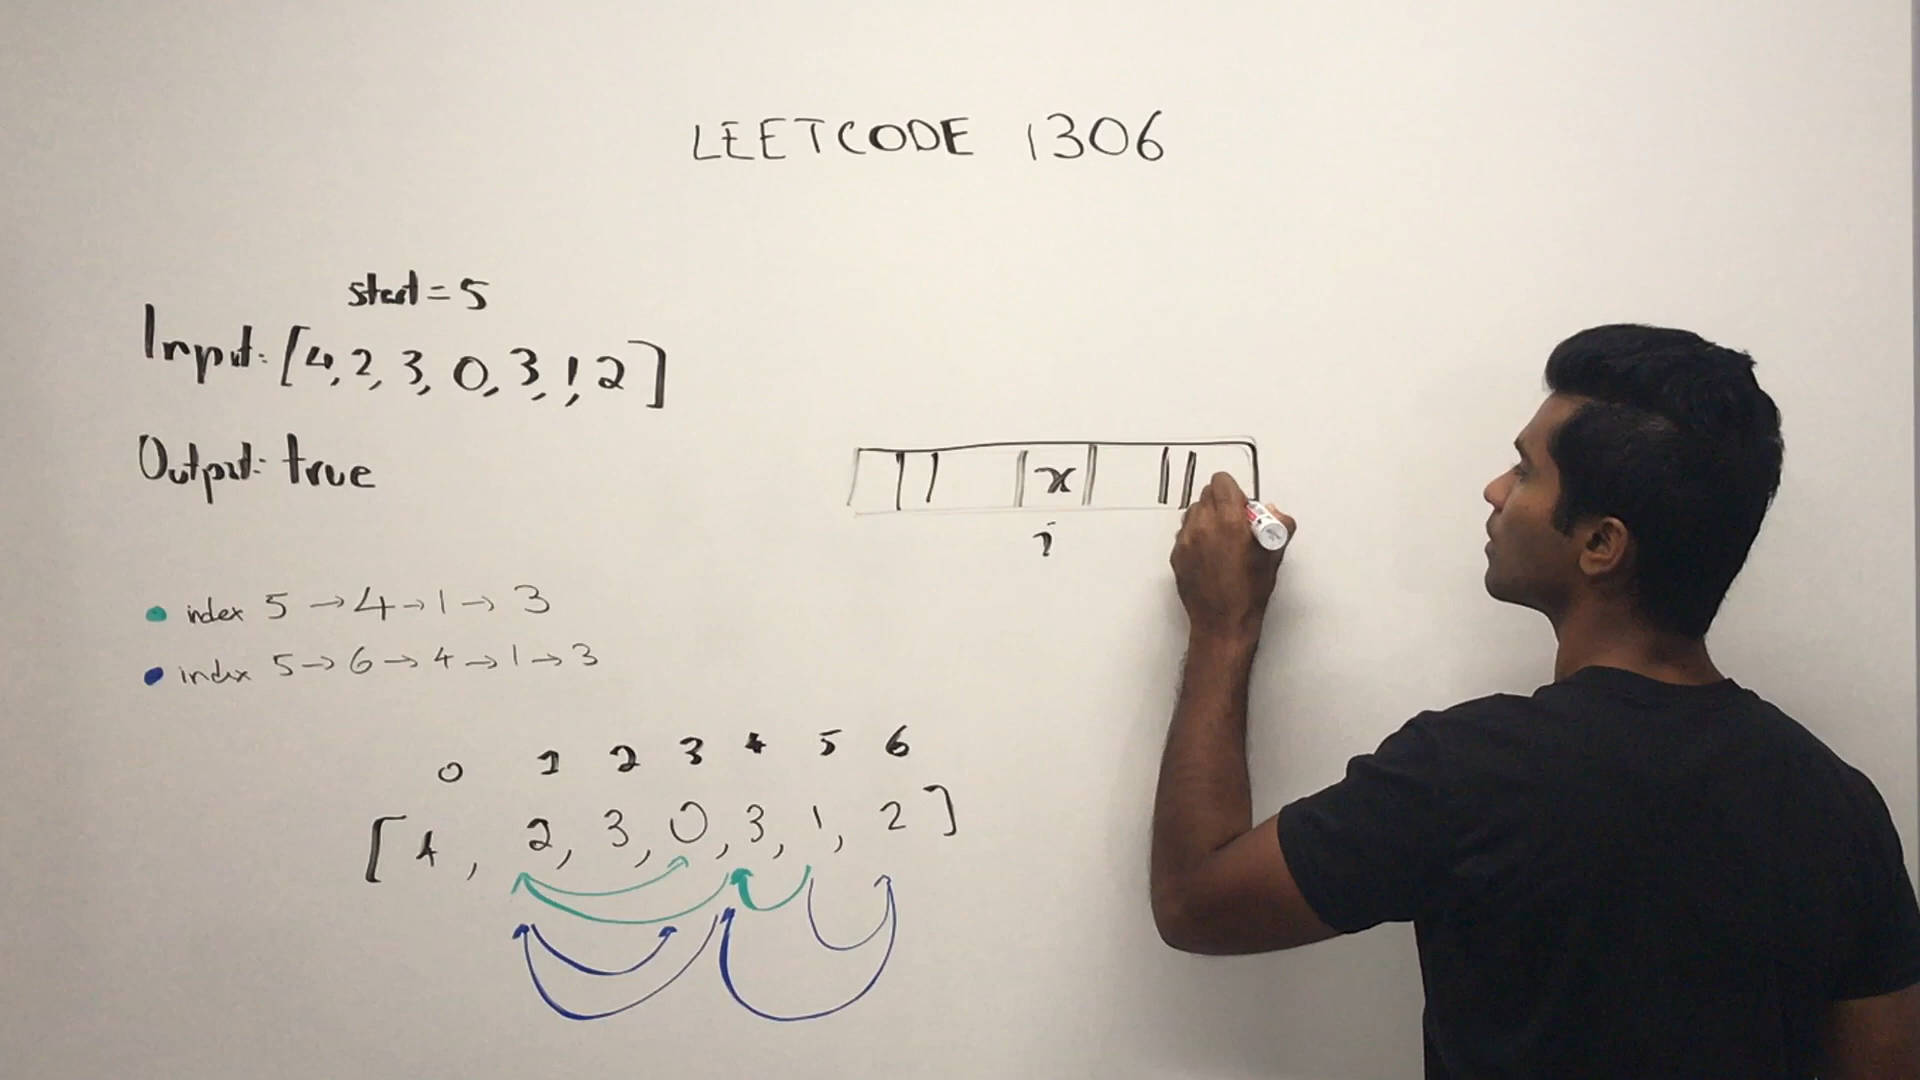 LEETCODE 1306
start = 5
Input: [4, 2, 3, 0, 3, 1, 2]
Output: true
x
i
index 5 → 4 → 1 → 3
index 5 → 6 → 4 → 1 → 3
0 1 2 3 4 5 6
[4, 2, 3, 0, 3, 1, 2]